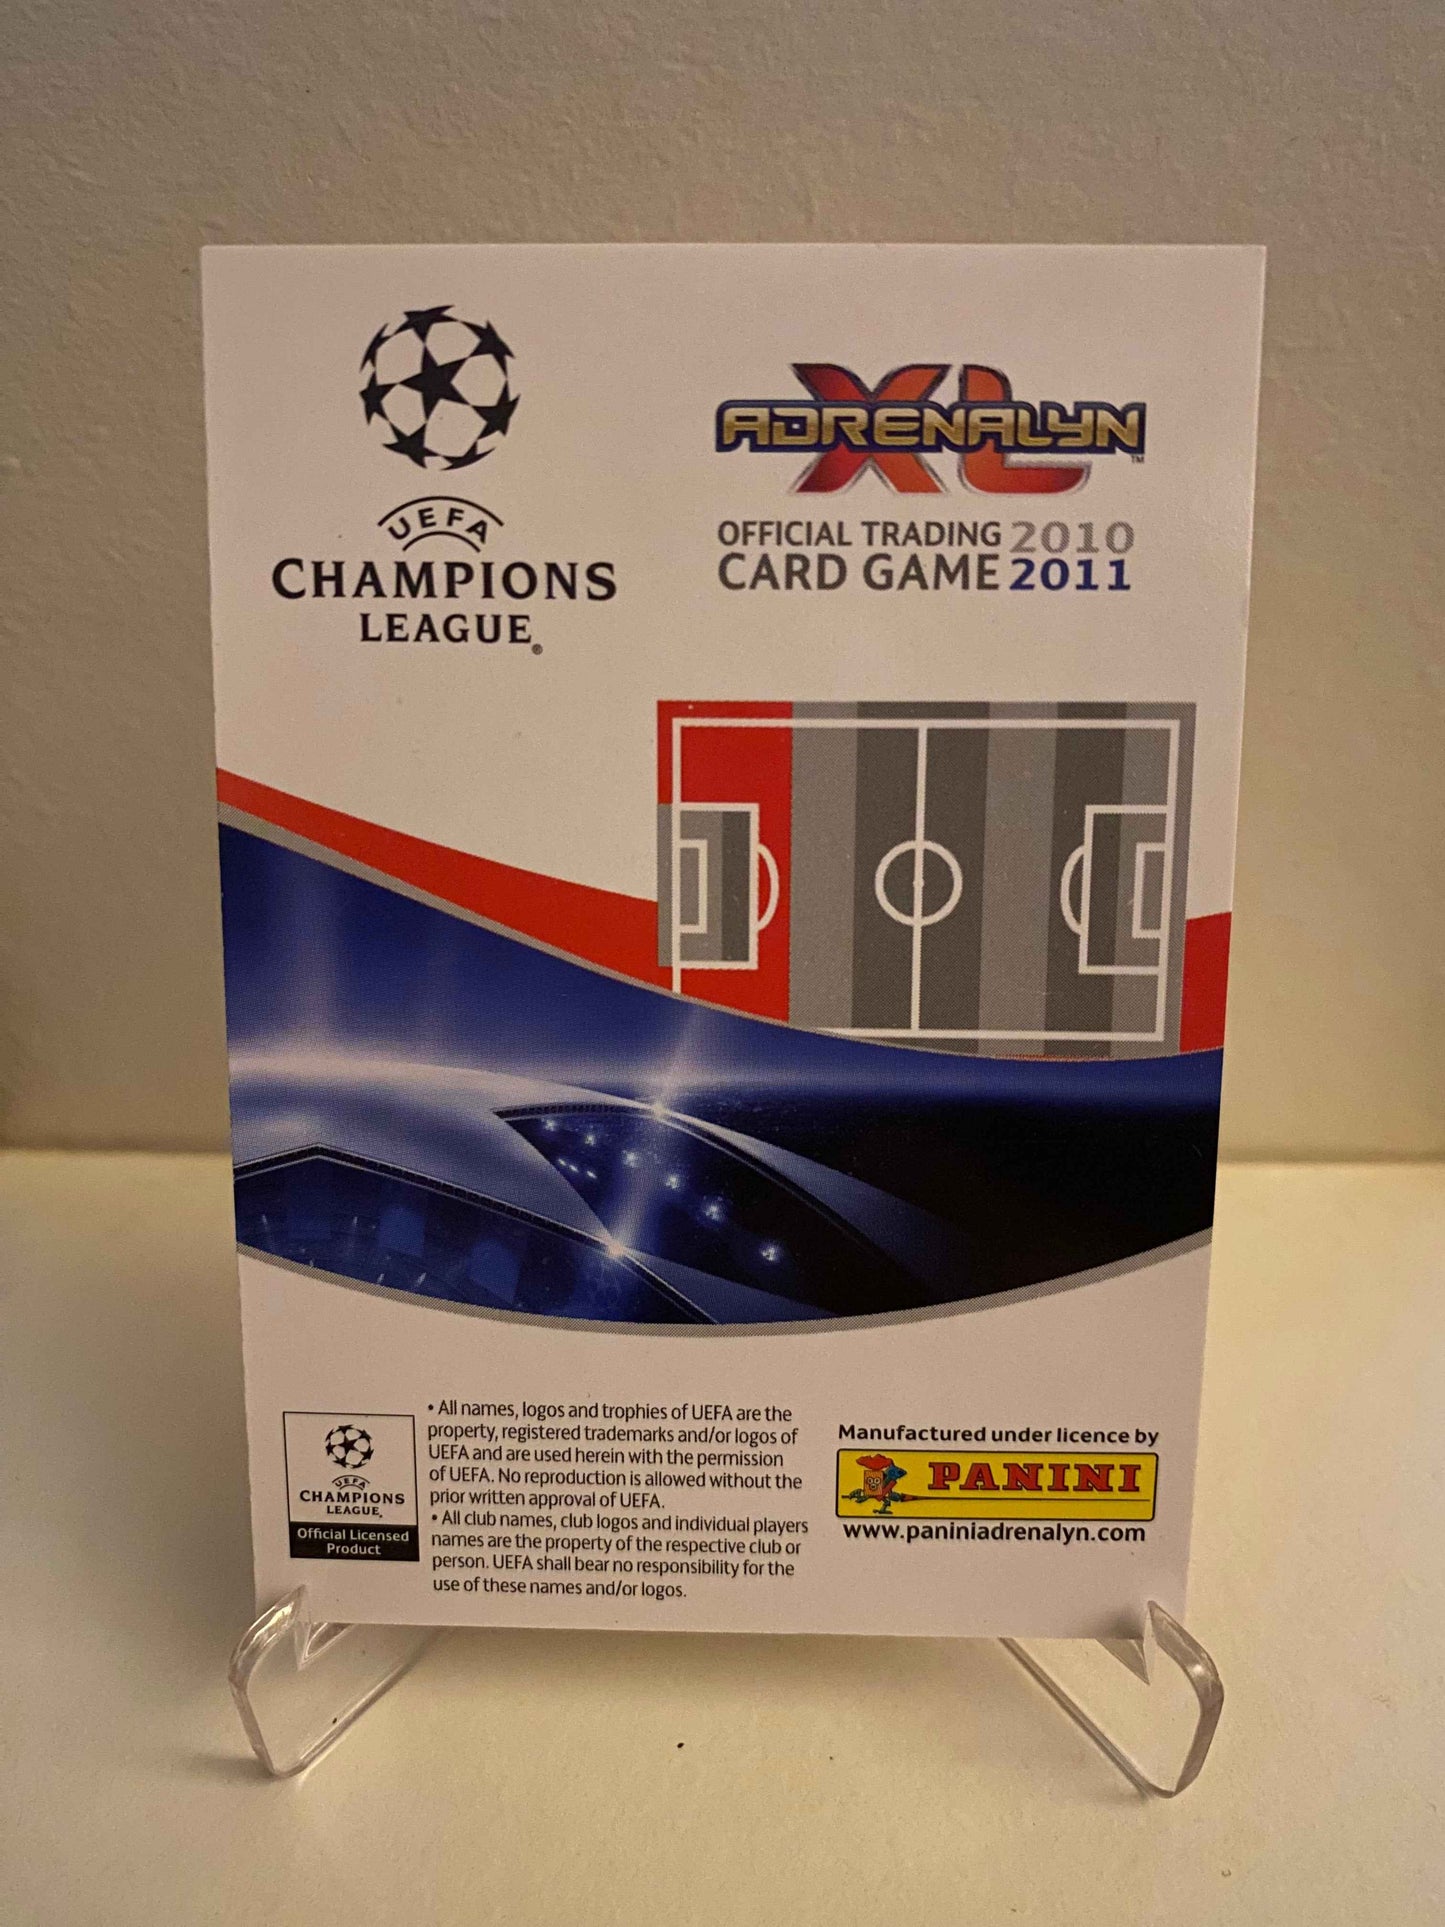 UEFA
CHAMPIONS
LEAGUE®
ADRENALYN XL™
OFFICIAL TRADING 2010
CARD GAME 2011
UEFA
CHAMPIONS
LEAGUE
Official Licensed
Product
• All names, logos and trophies of UEFA are the
property, registered trademarks and/or logos of
UEFA and are used herein with the permission
of UEFA. No reproduction is allowed without the
prior written approval of UEFA.
• All club names, club logos and individual players
names are the property of the respective club or
person. UEFA shall bear no responsibility for the
use of these names and/or logos.
Manufactured under licence by
PANINI
www.paniniadrenalyn.com